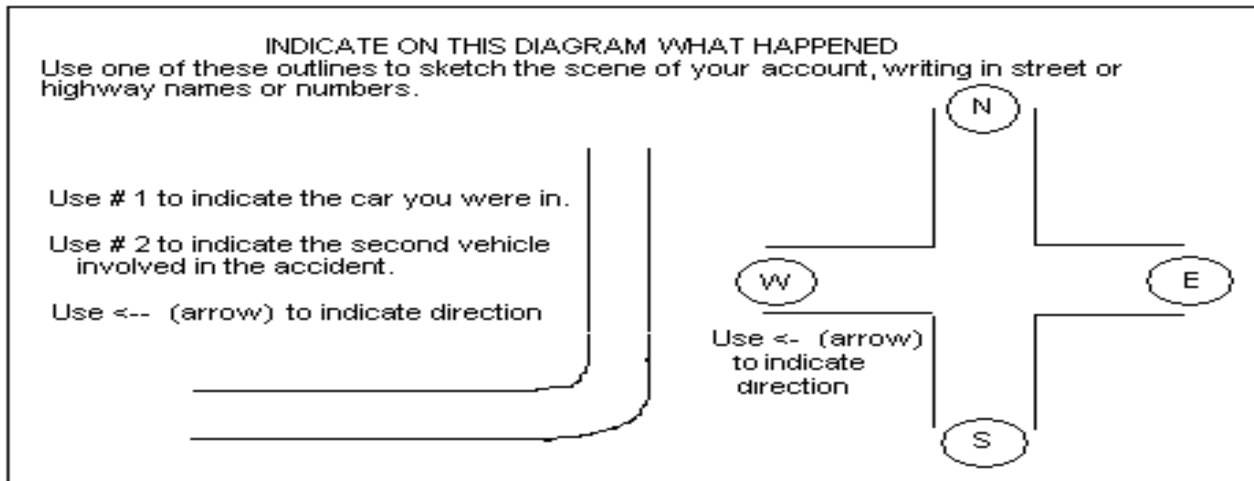 INDICATE ON THIS DIAGRAM WHAT HAPPENED
Use one of these outlines to sketch the scene of your account, writing in street or
highway names or numbers.
N
Use # 1 to indicate the car you were in.
Use # 2 to indicate the second vehicle
involved in the accident.
W
E
Use <-- (arrow) to indicate direction
Use <- (arrow)
to indicate
direction
S